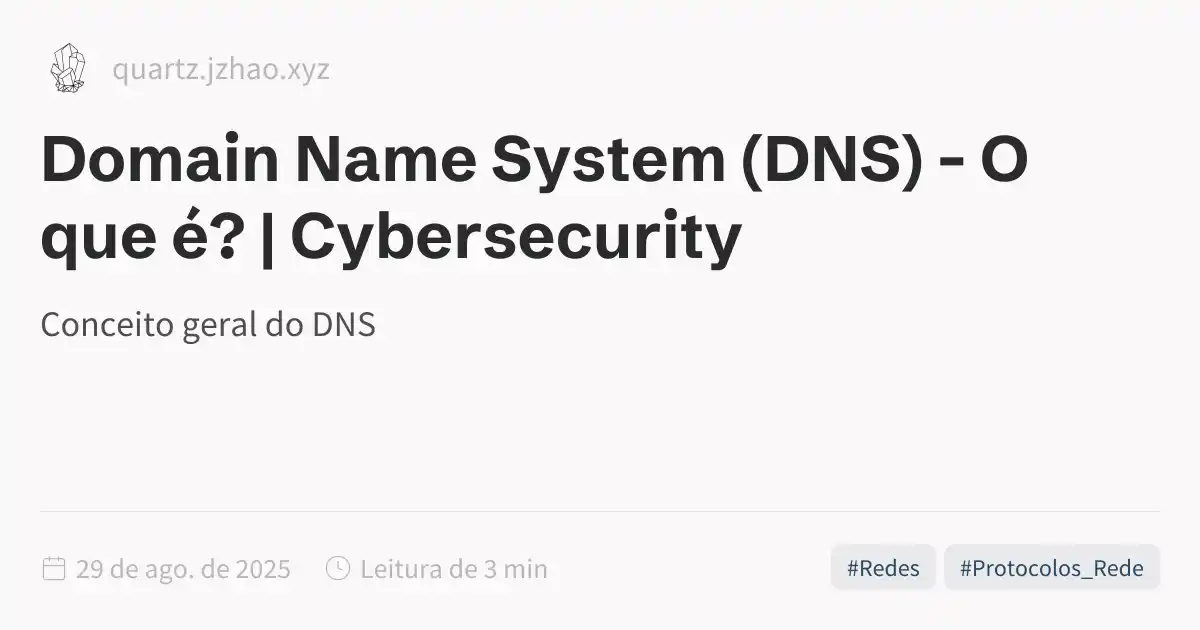 quartz.jzhao.xyz
Domain Name System (DNS) - O
que é? | Cybersecurity
Conceito geral do DNS
29 de ago. de 2025
Leitura de 3 min
#Redes
#Protocolos_Rede